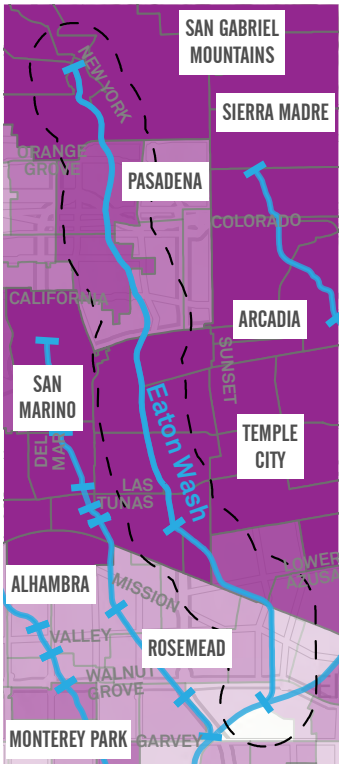 SAN GABRIEL
MOUNTAINS
NEW YORK
SIERRA MADRE
ORANGE
GROVE
PASADENA
COLORADO
CALIFORNIA
ARCADIA
SUNSET
SAN
MARINO
Eaton Wash
TEMPLE
CITY
DEL
MAR
LAS
TUNAS
LOWER
AZUSA
ALHAMBRA
MISSION
VALLEY
ROSEMEAD
WALNUT
GROVE
MONTEREY PARK
GARVEY